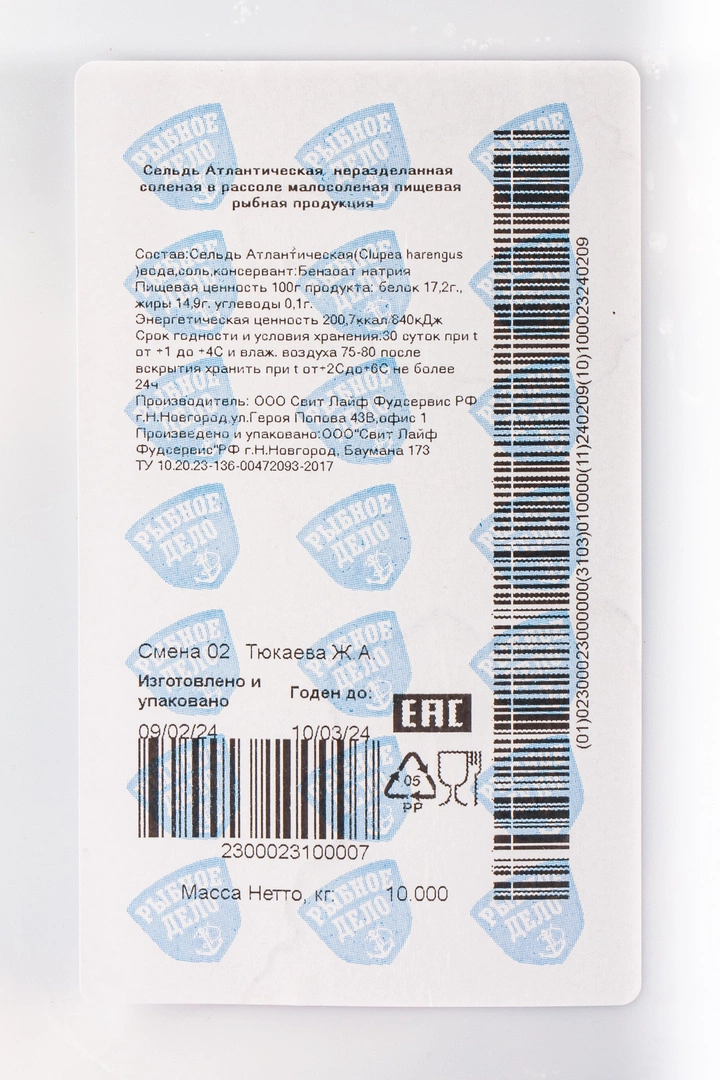 Сельдь Атлантическая, неразделанная
соленая в рассоле малосоленая пищевая
рыбная продукция
Состав:Сельдь Атлантическая(Clupea harengus
)вода,соль,консервант:Бензоат натрия
Пищевая ценность 100г продукта: белок 17,2г.,
жиры 14,9г. углеводы 0,1г.
Энергетическая ценность 200,7ккал/840кДж
Срок годности и условия хранения:30 суток при t
от +1 до +4С и влаж. воздуха 75-80 после
вскрытия хранить при t от+2Сдо+6С не более
24ч
Производитель: ООО Свит Лайф Фудсервис РФ
г.Н.Новгород,ул.Героя Попова 43В,офис 1
Произведено и упаковано:ООО"Свит Лайф
Фудсервис"РФ г.Н.Новгород, Баумана 173
ТУ 10.20.23-136-00472093-2017
РЫБНОЕ
ДЕЛО
Смена 02 Тюкаева Ж.А.
Изготовлено и
упаковано
Годен до:
09/02/24 10/03/24
EAC
05
PP
2300023100007
Масса Нетто, кг: 10.000
(01)02300023000000(3103)010000(11)240209(10)100023240209